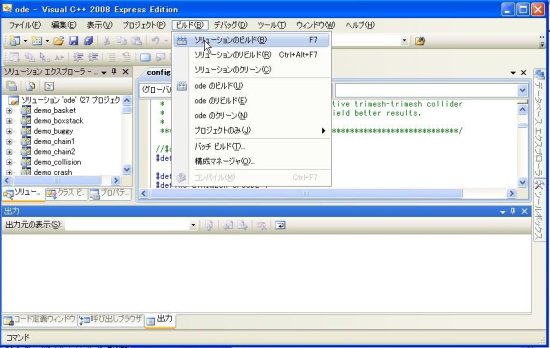 ode - Visual C++ 2008 Express Edition
ファイル(F) 編集(E) 表示(V) プロジェクト(P) ビルド(B) デバッグ(D) ツール(T) ウィンドウ(W) ヘルプ(H)
ソリューションのビルド(B) F7
ソリューションのリビルド(R) Ctrl+Alt+F7
ソリューションのクリーン(C)
ode のビルド(U)
ode のリビルド(E)
ode のクリーン(N)
プロジェクトのみ(J)
バッチ ビルド(T)...
構成マネージャ(O)...
コンパイル(M) Ctrl+F7
ソリューション エクスプローラ - ...
ソリューション 'ode' (27 プロジェク
demo_basket
demo_boxstack
demo_buggy
demo_chain1
demo_chain2
demo_collision
demo_crash
ソリュー... クラス ビ... プロパテ...
config
(グローバ
tive trimesh-trimesh collider
ield better results.
*************************/
//#d
#def
#def
データベース エクスプローラ
ツールボックス
出力
出力元の表示(S):
コード定義ウィンドウ 呼び出しブラウザ 出力
コマンド